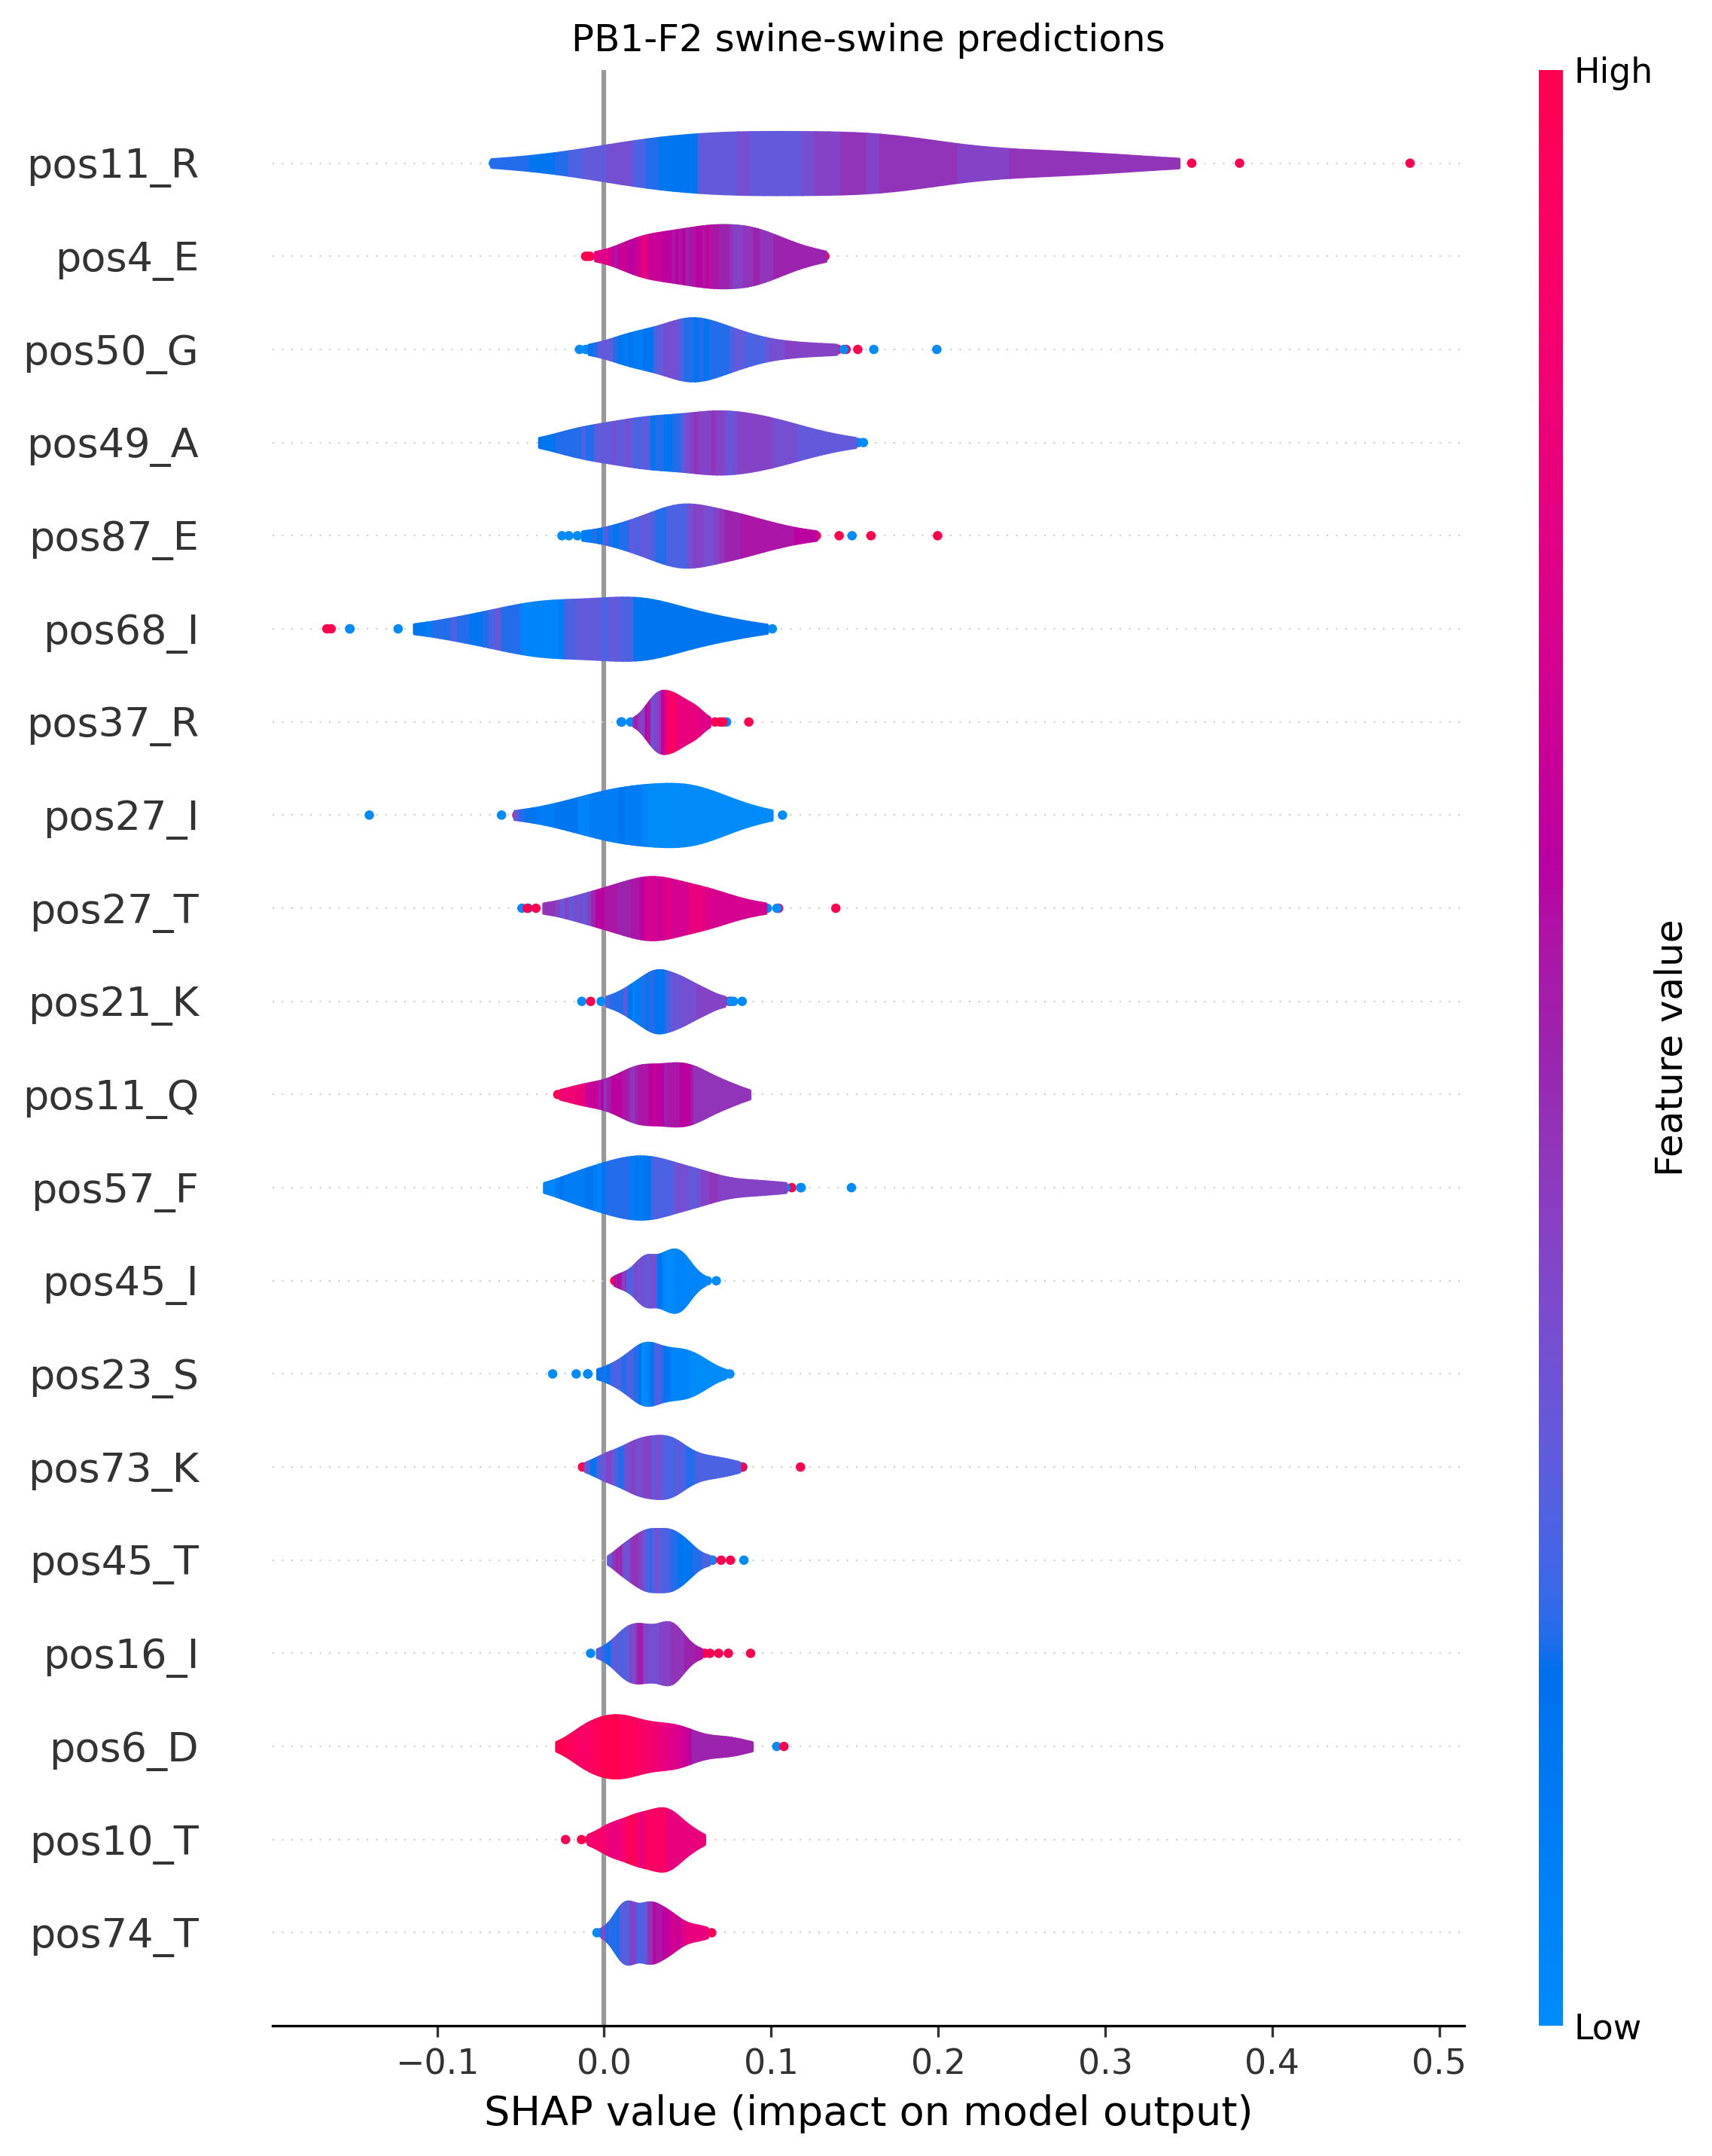 PB1-F2 swine-swine predictions
High
pos11_R
pos4_E
pos50_G
pos49_A
pos87_E
pos68_I
pos37_R
pos27_I
pos27_T
pos21_K
pos11_Q
pos57_F
pos45_I
pos23_S
pos73_K
pos45_T
pos16_I
pos6_D
pos10_T
pos74_T
Feature value
Low
−0.1 0.0 0.1 0.2 0.3 0.4 0.5
SHAP value (impact on model output)